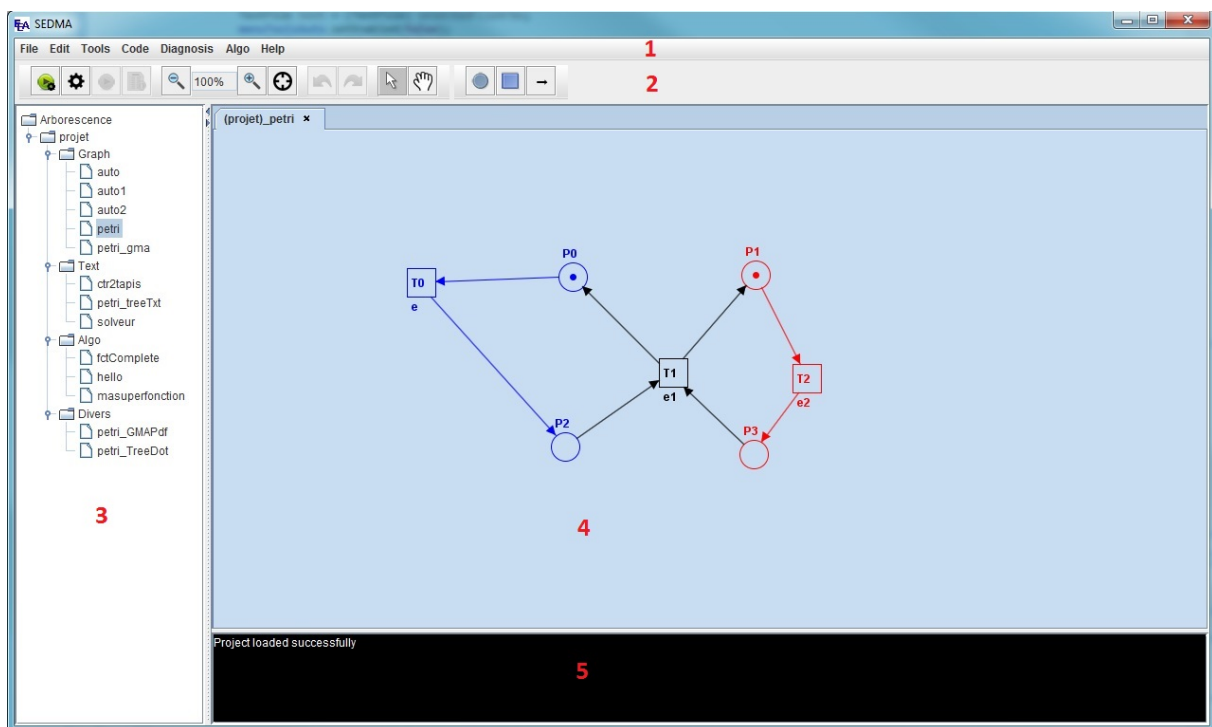 EEA SEDMA
File Edit Tools Code Diagnosis Algo Help 1
100% 2
Arborescence
projet
Graph
auto
auto1
auto2
petri
petri_gma
Text
ctr2tapis
petri_treeTxt
solveur
Algo
fctComplete
hello
masuperfonction
Divers
petri_GMAPdf
petri_TreeDot
3
(projet)_petri ×
P0
P1
T0
e
T1
e1
T2
e2
P2
P3
4
Project loaded successfully
5